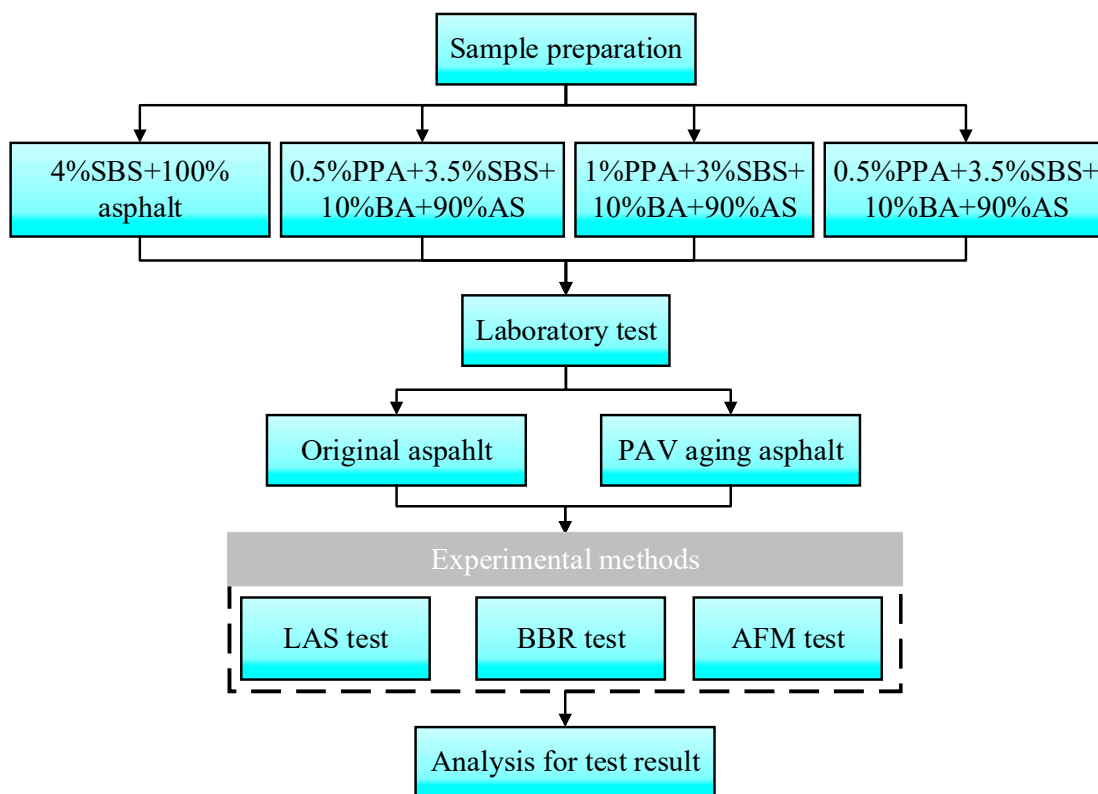 Sample preparation
4%SBS+100%
asphalt
0.5%PPA+3.5%SBS+
10%BA+90%AS
1%PPA+3%SBS+
10%BA+90%AS
0.5%PPA+3.5%SBS+
10%BA+90%AS
Laboratory test
Original aspahlt
PAV aging asphalt
Experimental methods
LAS test
BBR test
AFM test
Analysis for test result